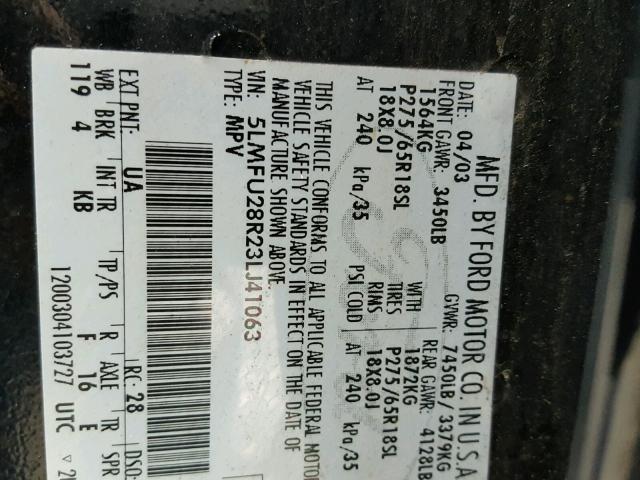 MFD. BY FORD MOTOR CO. IN U.S.A
DATE: 04/03 GVWR: 7450LB / 3379KG
FRONT GAWR: 3450LB REAR GAWR: 4128LB
1564KG WITH 1872KG
P275/65R18SL TIRES P275/65R18SL
18X8.0J RIMS 18X8.0J
AT 240 kPa/35 PSI COLD AT 240 kPa/35
THIS VEHICLE CONFORMS TO ALL APPLICABLE FEDERAL MOTOR
VEHICLE SAFETY STANDARDS IN EFFECT ON THE DATE OF
MANUFACTURE SHOWN ABOVE.
VIN: 5LMFU28R23LJ41063
TYPE: MPV
EXT PNT: UA RC: 28 DSO:
WB BRK TP/PS R AXLE TR SPR
119 4 KB F 16 E
1200304103727 UTC